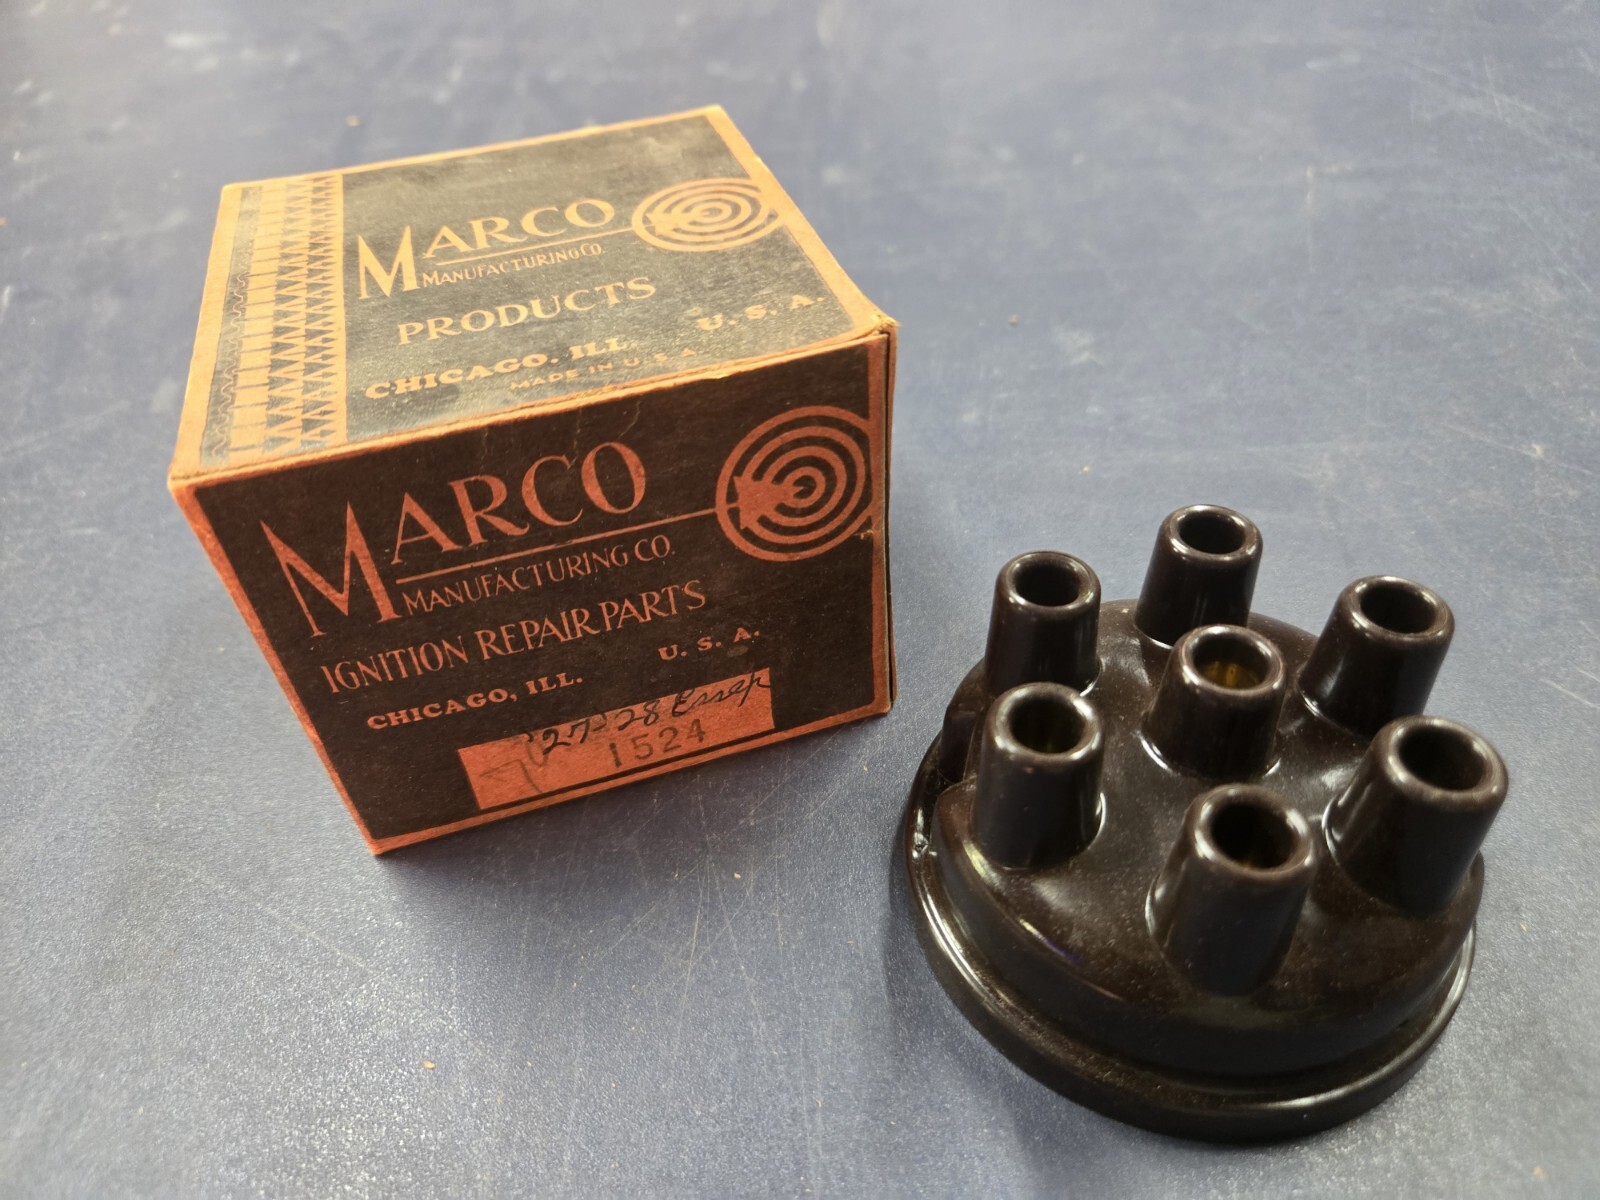 MARCO
MANUFACTURING CO.
PRODUCTS
CHICAGO, ILL. U. S. A.
MADE IN U.S.A.
MARCO
MANUFACTURING CO.
IGNITION REPAIR PARTS
CHICAGO, ILL. U. S. A.
27-28
1524